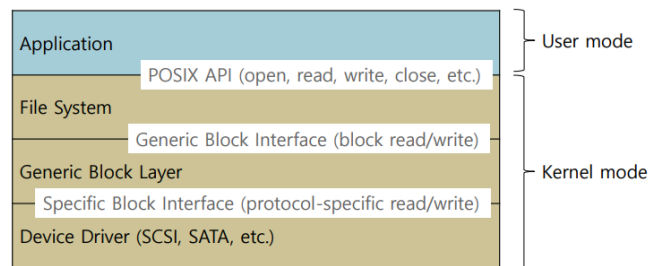 Application
User mode
POSIX API (open, read, write, close, etc.)
File System
Generic Block Interface (block read/write)
Generic Block Layer
Kernel mode
Specific Block Interface (protocol-specific read/write)
Device Driver (SCSI, SATA, etc.)